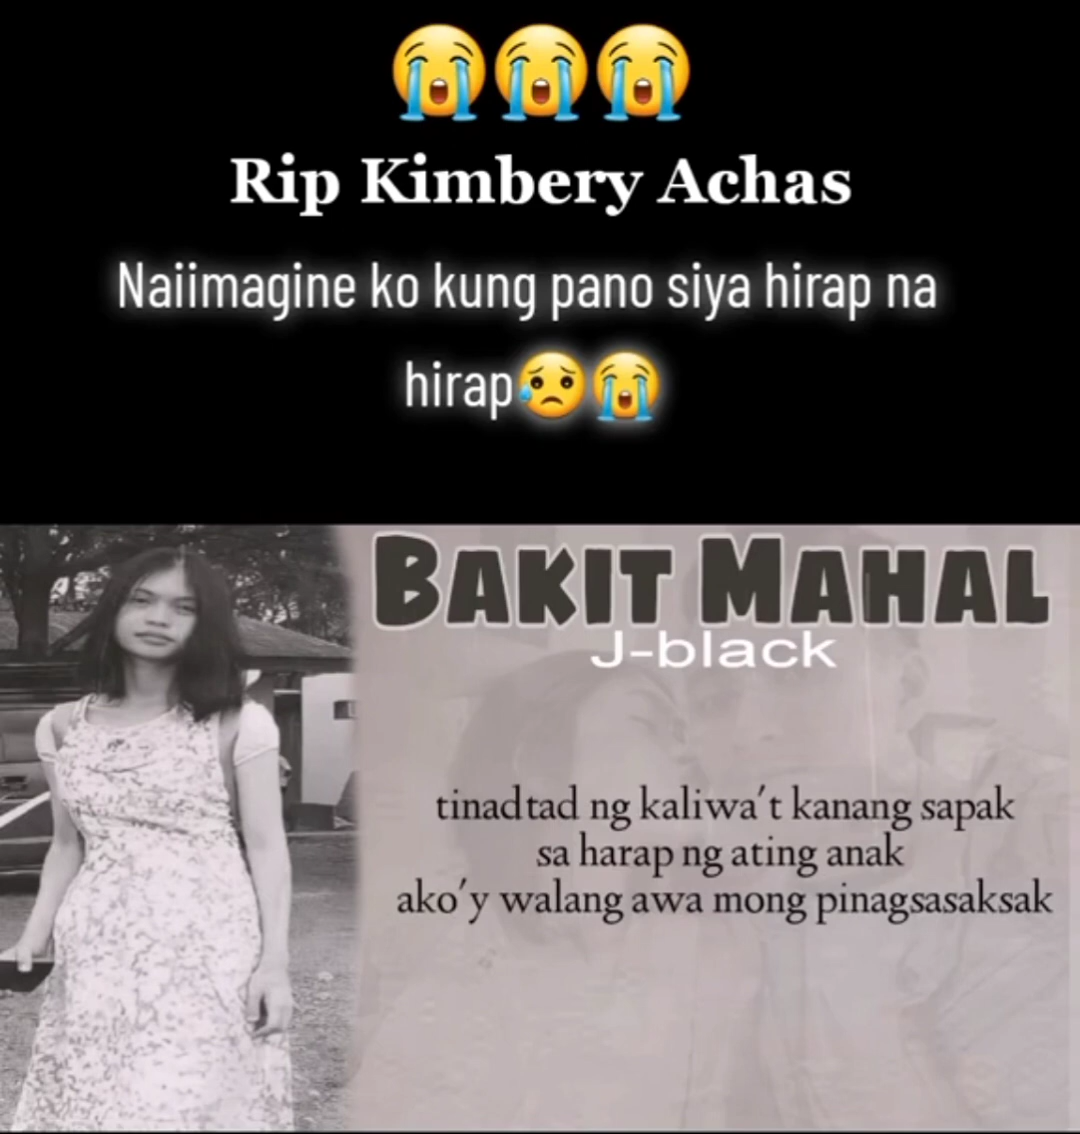 😭😭😭
Rip Kimbery Achas
Naiimagine ko kung pano siya hirap na
hirap😥😭
BAKIT MAHAL
J-black
tinadtad ng kaliwa't kanang sapak
sa harap ng ating anak
ako'y walang awa mong pinagsasaksak